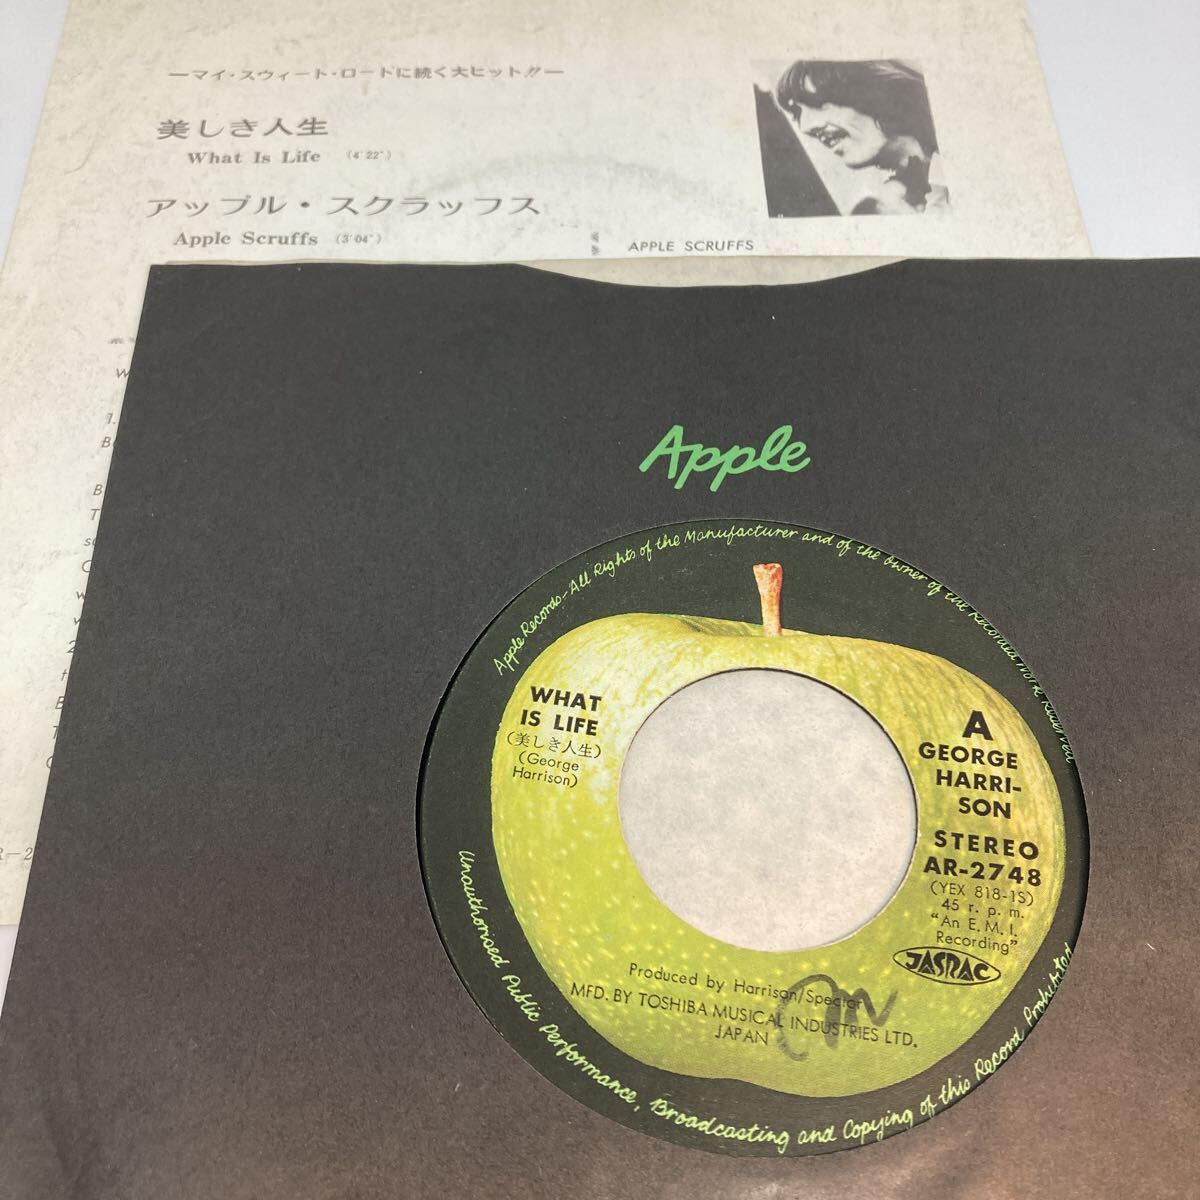 ―マイ・スウィート・ロードに続く大ヒット!!―
美しき人生
What Is Life (4'22")
アップル・スクラッフス
Apple Scruffs (3'04")
APPLE SCRUFFS
Apple
Apple Records – All Rights of the Manufacturer and of the Owner of the Recorded Work Reserved
WHAT
IS LIFE
(美しき人生)
(George
Harrison)
A
GEORGE
HARRI-
SON
STEREO
AR-2748
(YEX 818-1S)
45 r. p. m.
"An E.M.I.
Recording"
JASRAC
Produced by Harrison/Spector
MFD. BY TOSHIBA MUSICAL INDUSTRIES LTD.
JAPAN
Unauthorised Public Performance, Broadcasting and Copying of this Record Prohibited